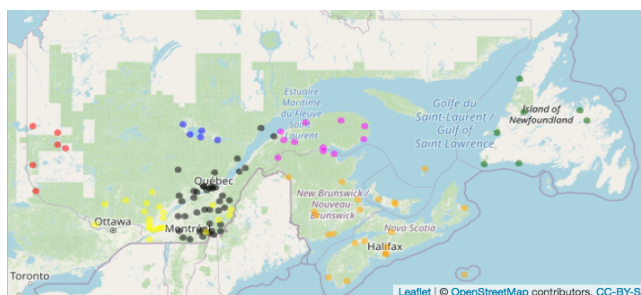 Estuaire
Maritime
du Fleuve
Saint-
Laurent
Golfe du
Saint-Laurent /
Gulf of
Saint Lawrence
Island of
Newfoundland
Québec
New Brunswick /
Nouveau-
Brunswick
Ottawa
Montréal
Nova Scotia
Halifax
Toronto
Leaflet | © OpenStreetMap contributors, CC-BY-S